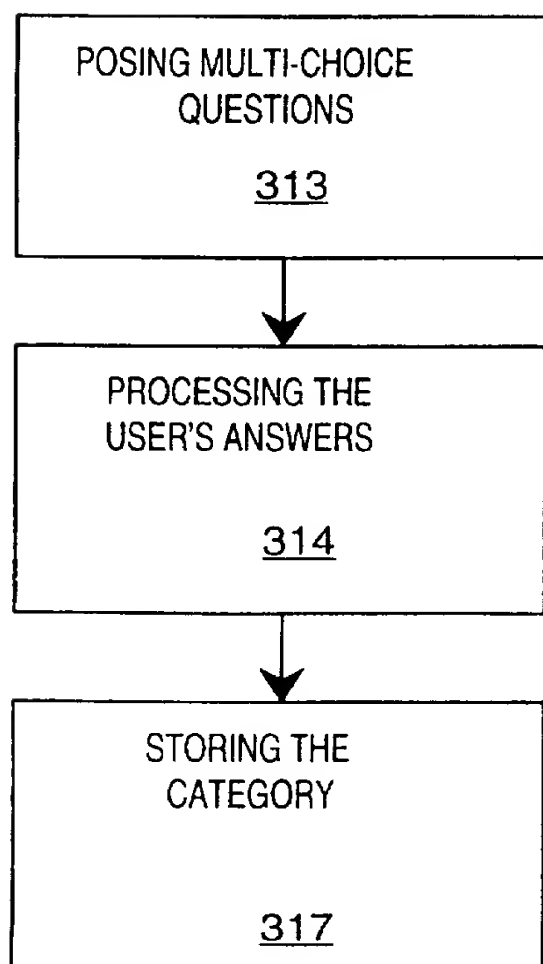 POSING MULTI-CHOICE
QUESTIONS
313
PROCESSING THE
USER'S ANSWERS
314
STORING THE
CATEGORY
317